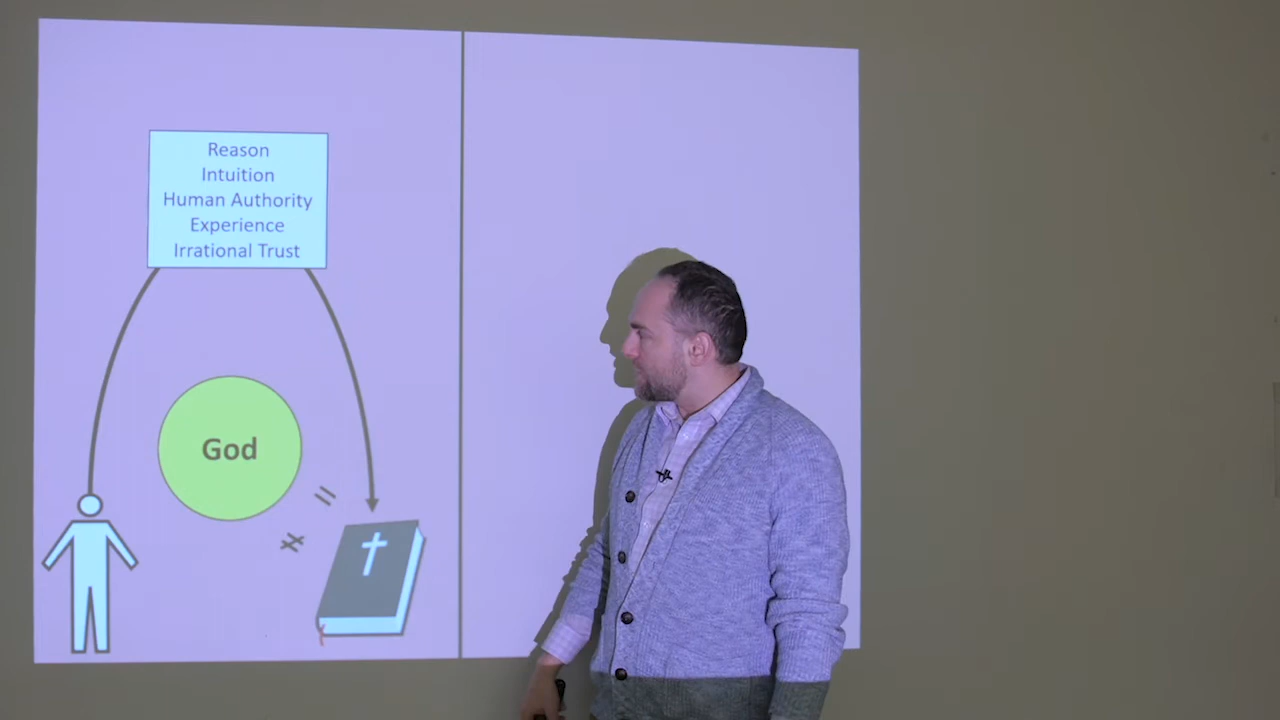 Reason
Intuition
Human Authority
Experience
Irrational Trust
God
=
≠